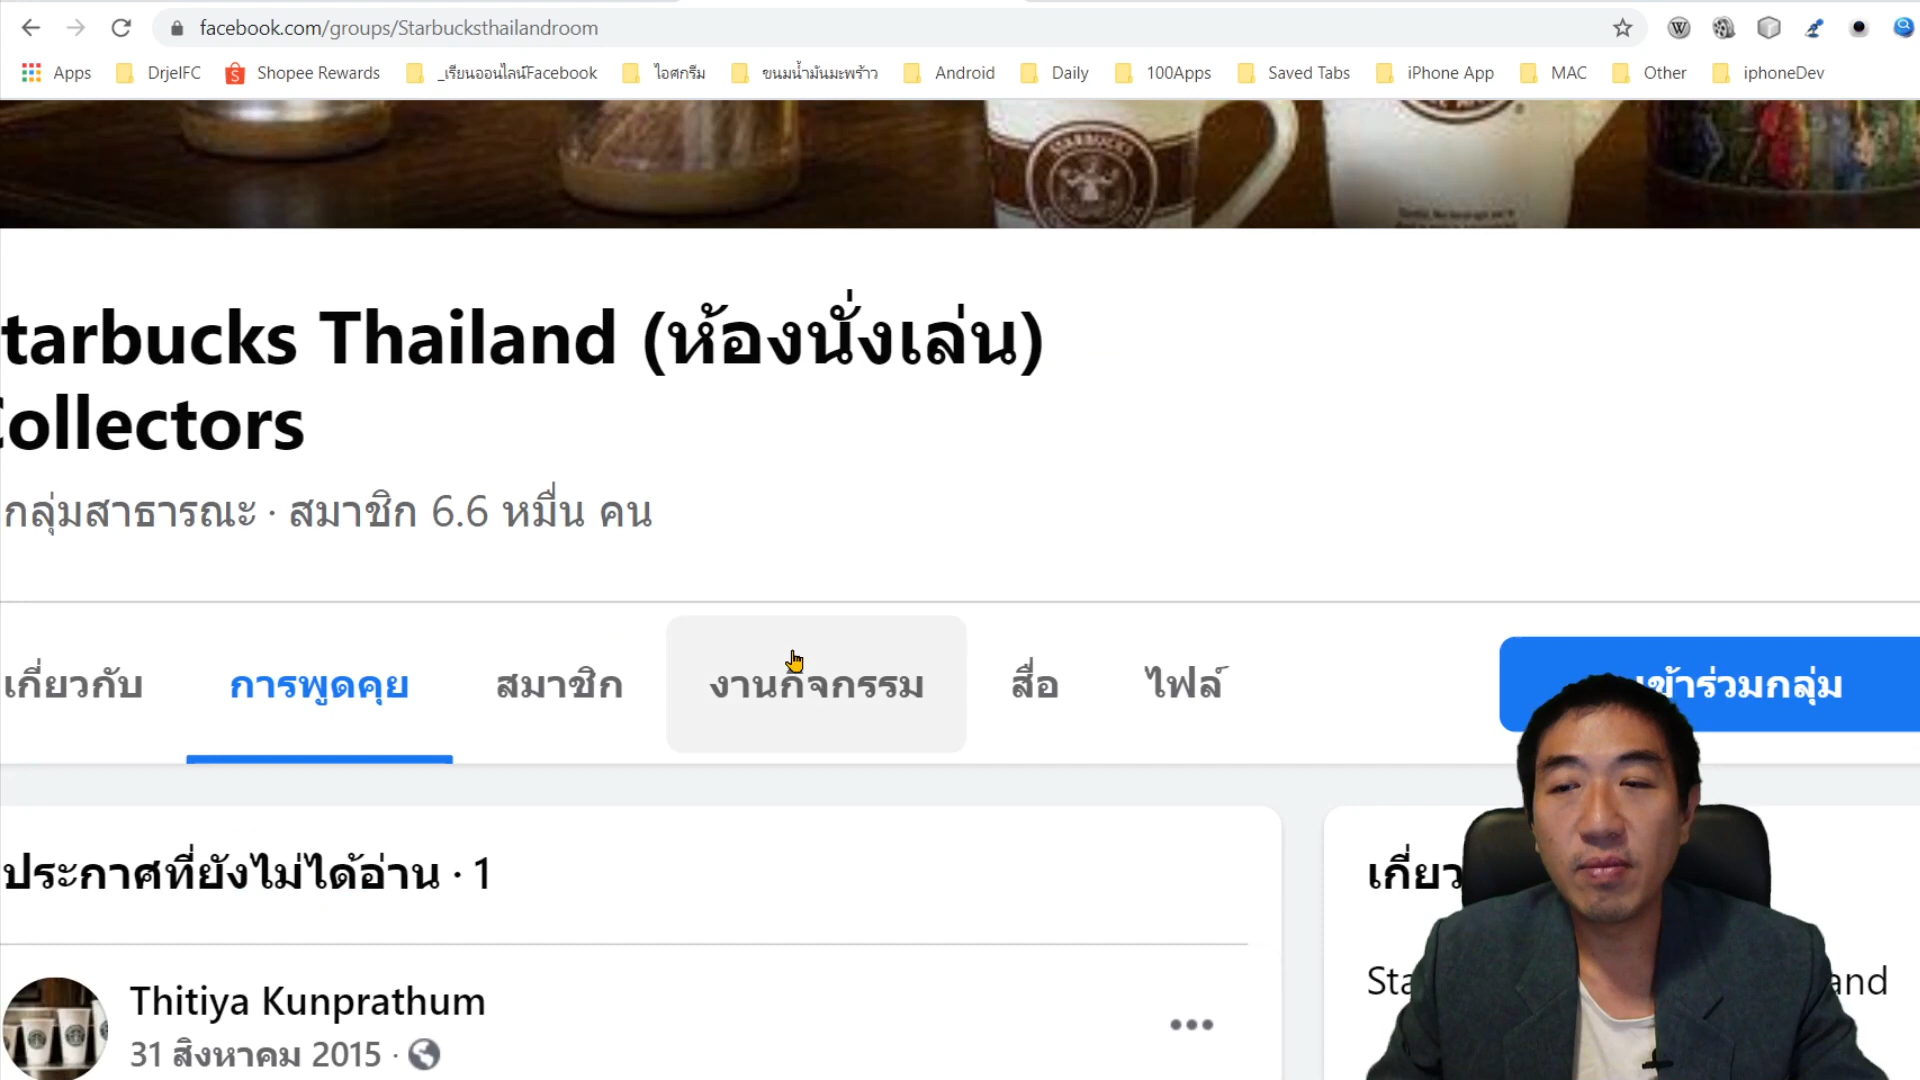 facebook.com/groups/Starbucksthailandroom
Apps DrjelFC Shopee Rewards _เรียนออนไลน์Facebook ไอศกรีม ขนมน้ำมันมะพร้าว Android Daily 100Apps Saved Tabs iPhone App MAC Other iphoneDev
STARBUCKS
tarbucks Thailand (ห้องนั่งเล่น)
Collectors
กลุ่มสาธารณะ · สมาชิก 6.6 หมื่น คน
เกี่ยวกับ การพูดคุย สมาชิก งานกิจกรรม สื่อ ไฟล์ เข้าร่วมกลุ่ม
ประกาศที่ยังไม่ได้อ่าน · 1
เกี่ยว
Thitiya Kunprathum
31 สิงหาคม 2015 ·
Sta and